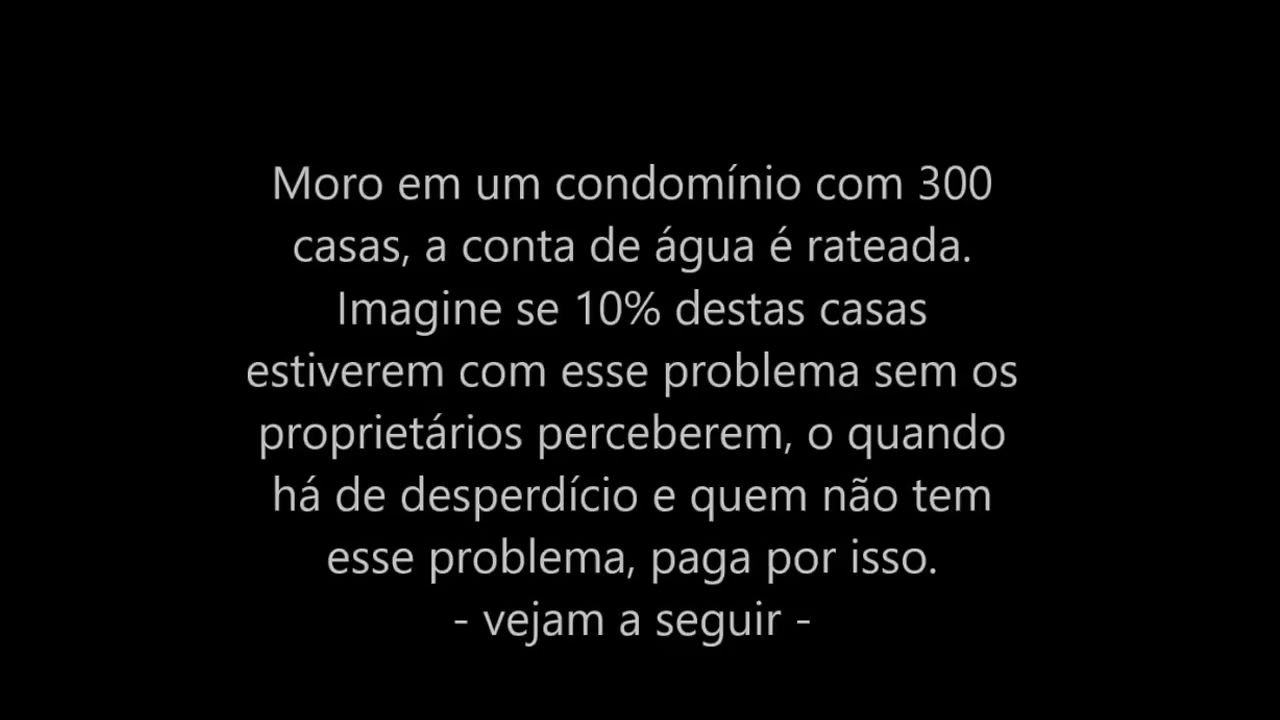 Moro em um condomínio com 300
casas, a conta de água é rateada.
Imagine se 10% destas casas
estiverem com esse problema sem os
proprietários perceberem, o quando
há de desperdício e quem não tem
esse problema, paga por isso.
- vejam a seguir -